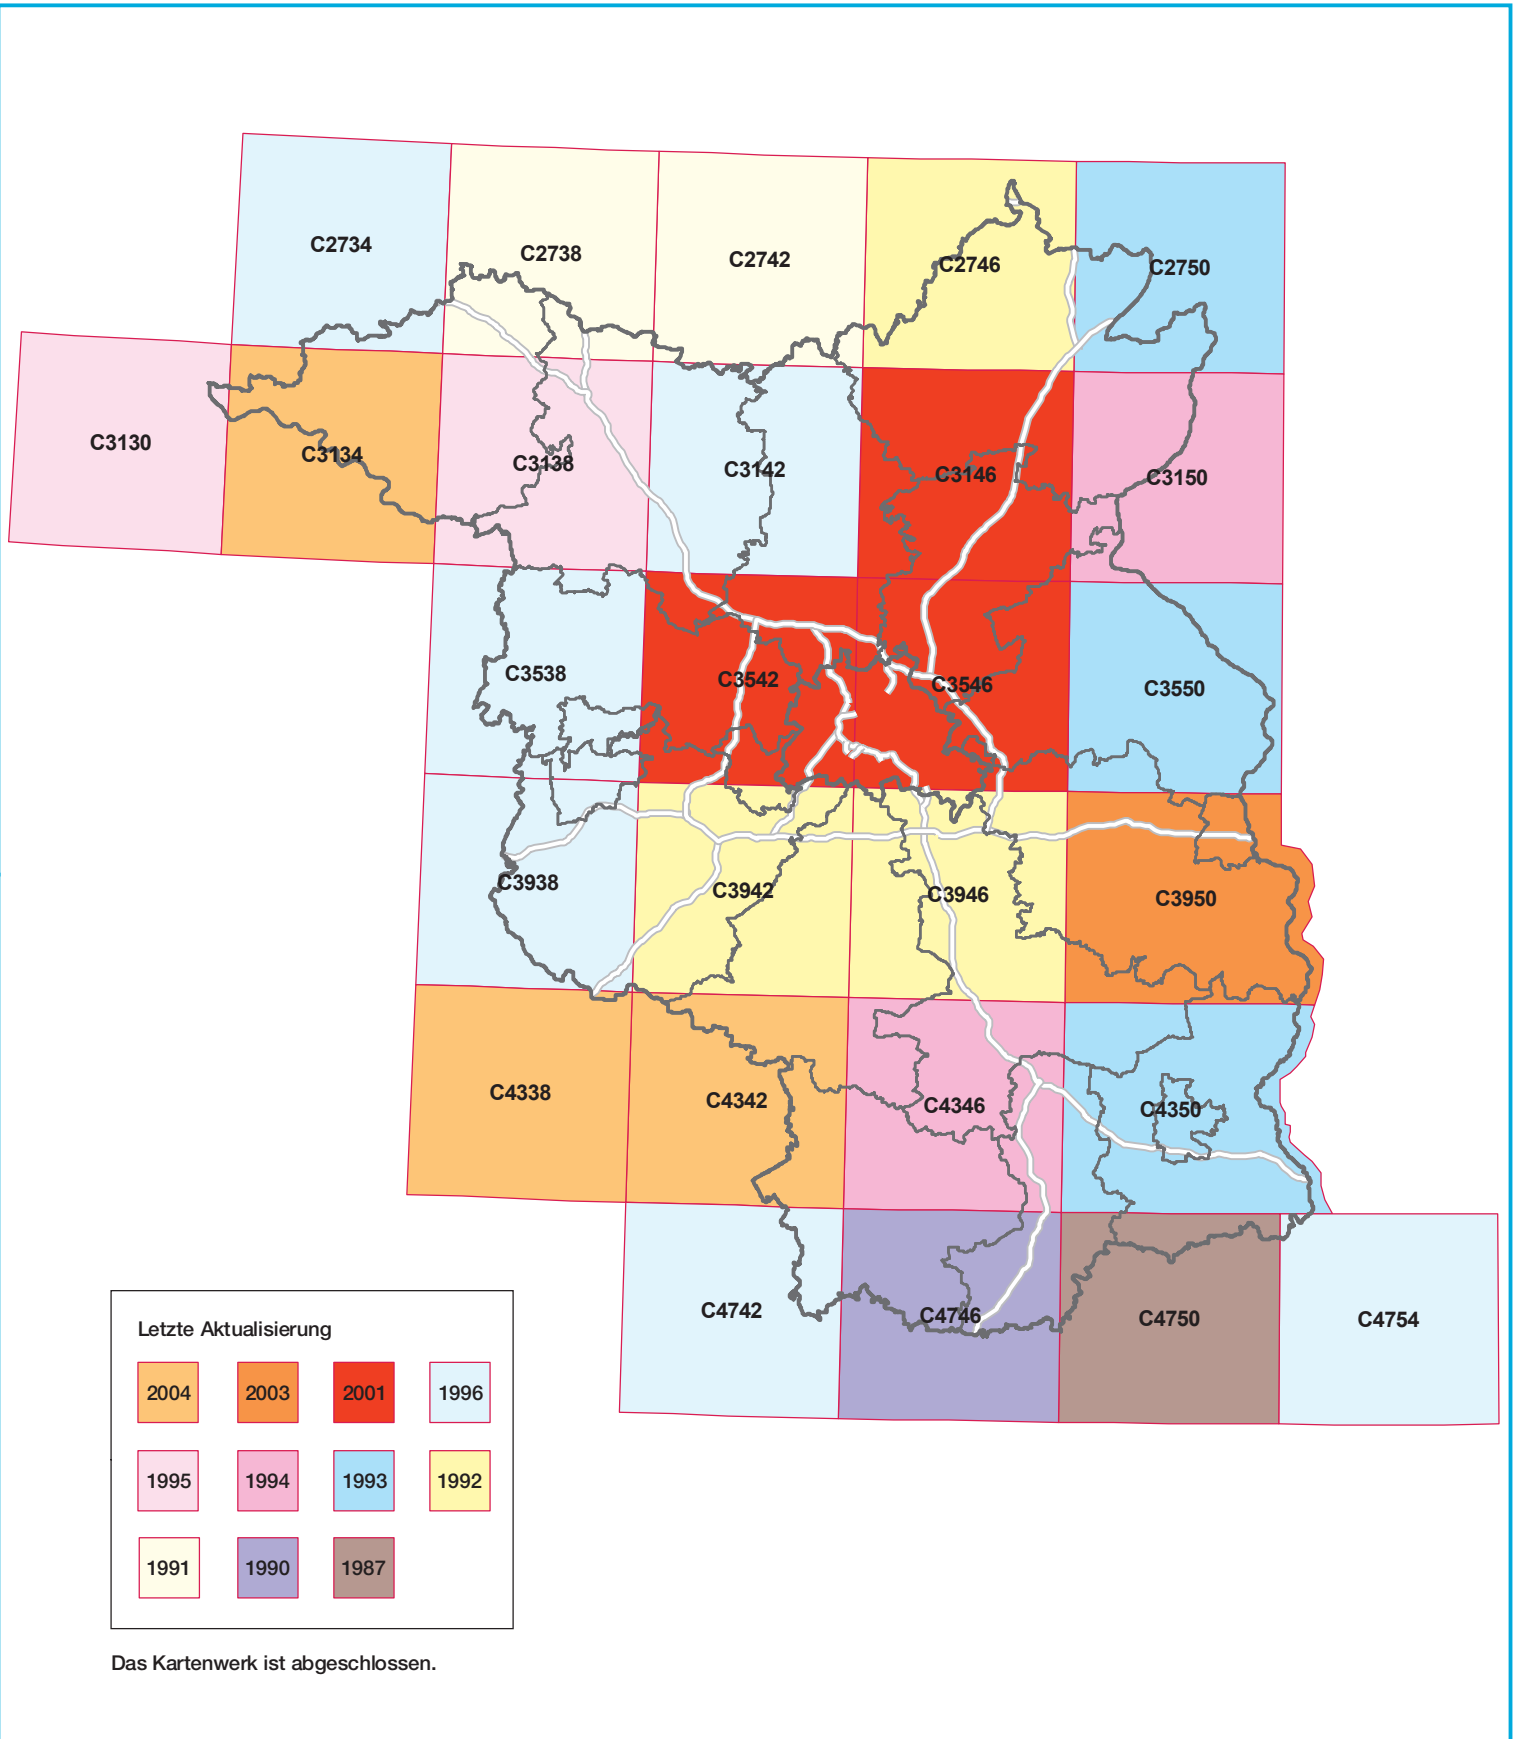 C2734
C2738
C2742
C2746
C2750
C3130
C3134
C3138
C3142
C3146
C3150
C3538
C3542
C3546
C3550
C3938
C3942
C3946
C3950
C4338
C4342
C4346
C4350
C4742
C4746
C4750
C4754
Letzte Aktualisierung
2004 2003 2001 1996
1995 1994 1993 1992
1991 1990 1987
Das Kartenwerk ist abgeschlossen.